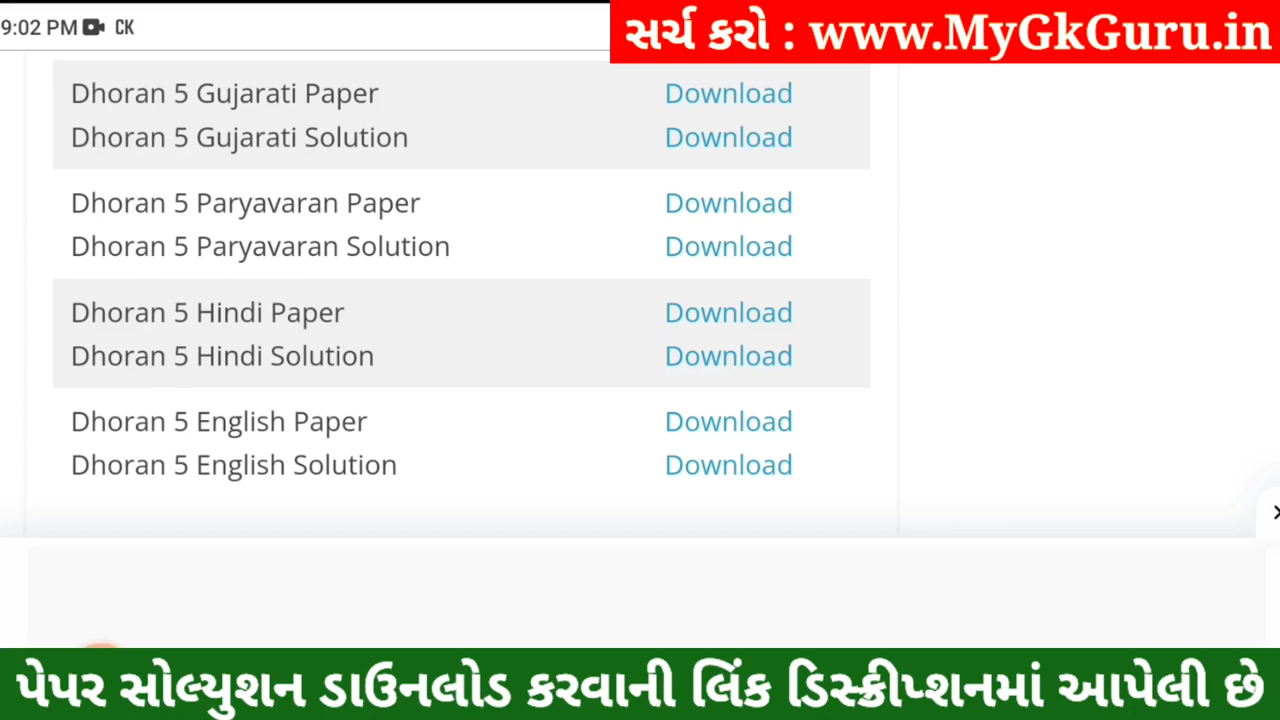 9:02 PM CK
સર્ચ કરો : www.MyGkGuru.in
Dhoran 5 Gujarati Paper Download
Dhoran 5 Gujarati Solution Download
Dhoran 5 Paryavaran Paper Download
Dhoran 5 Paryavaran Solution Download
Dhoran 5 Hindi Paper Download
Dhoran 5 Hindi Solution Download
Dhoran 5 English Paper Download
Dhoran 5 English Solution Download
પેપર સોલ્યુશન ડાઉનલોડ કરવાની લિંક ડિસ્ક્રીપ્શનમાં આપેલી છે